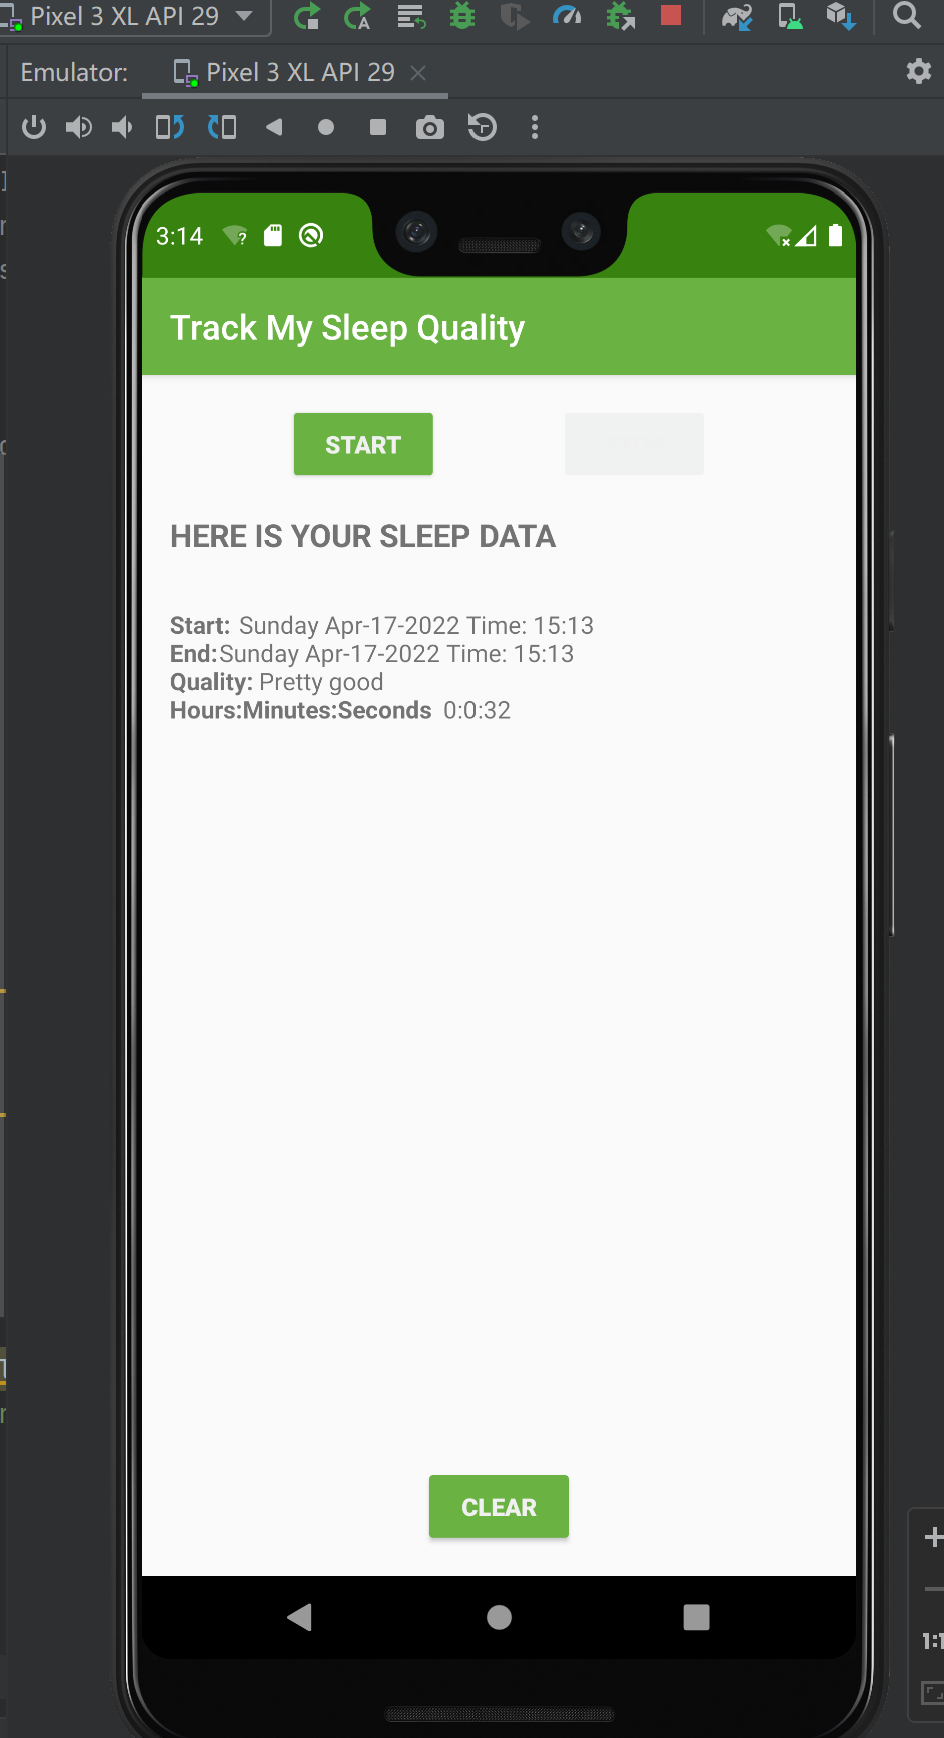 Pixel 3 XL API 29
Emulator: Pixel 3 XL API 29
3:14
Track My Sleep Quality
START
HERE IS YOUR SLEEP DATA
Start: Sunday Apr-17-2022 Time: 15:13
End:Sunday Apr-17-2022 Time: 15:13
Quality: Pretty good
Hours:Minutes:Seconds 0:0:32
CLEAR
1:1